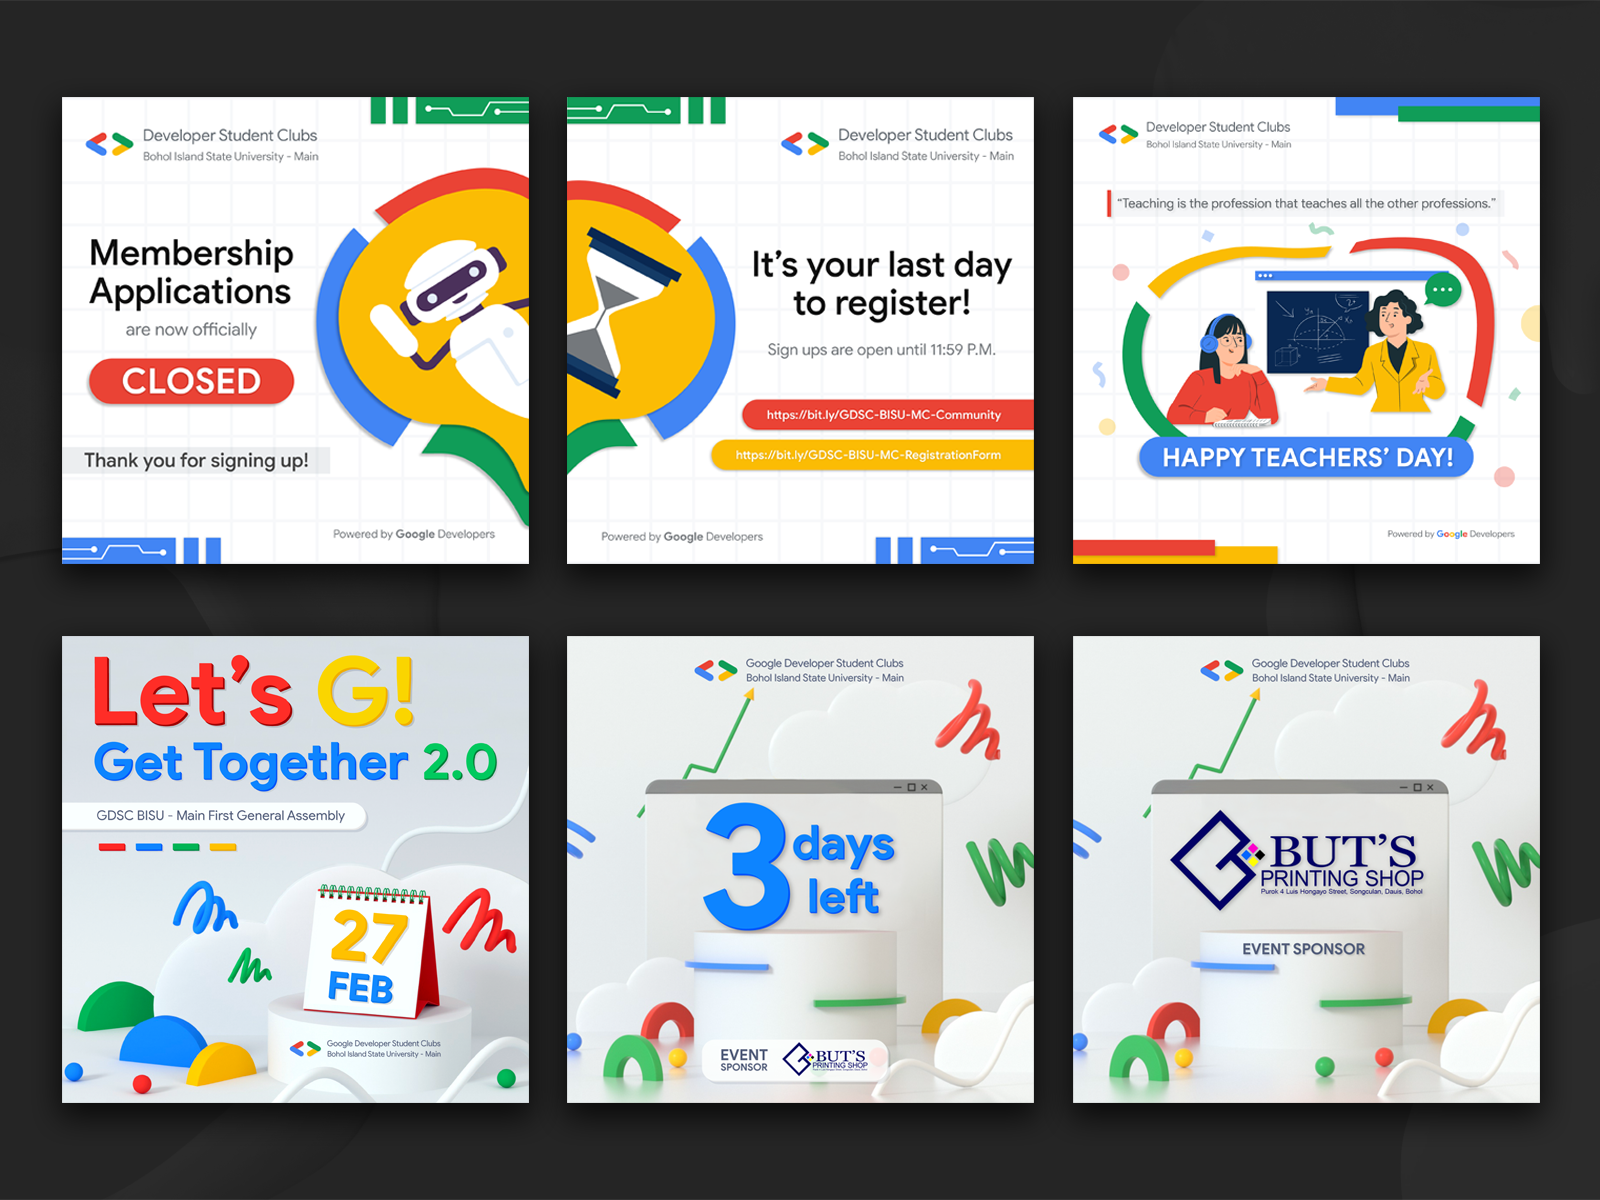 Developer Student Clubs
Bohol Island State University - Main
Membership
Applications
are now officially
CLOSED
Thank you for signing up!
Powered by Google Developers
Developer Student Clubs
Bohol Island State University - Main
It's your last day
to register!
Sign ups are open until 11:59 P.M.
https://bit.ly/GDSC-BISU-MC-Community
https://bit.ly/GDSC-BISU-MC-RegistrationForm
Powered by Google Developers
Developer Student Clubs
Bohol Island State University - Main
“Teaching is the profession that teaches all the other professions.”
HAPPY TEACHERS’ DAY!
Powered by Google Developers
Let’s G!
Get Together 2.0
GDSC BISU - Main First General Assembly
27
FEB
Google Developer Student Clubs
Bohol Island State University - Main
Google Developer Student Clubs
Bohol Island State University - Main
3 days
left
EVENT
SPONSOR
BUT'S
PRINTING SHOP
Google Developer Student Clubs
Bohol Island State University - Main
BUT'S
PRINTING SHOP
Purok 4 Luis Hongayo Street, Songculan, Dauis, Bohol
EVENT SPONSOR